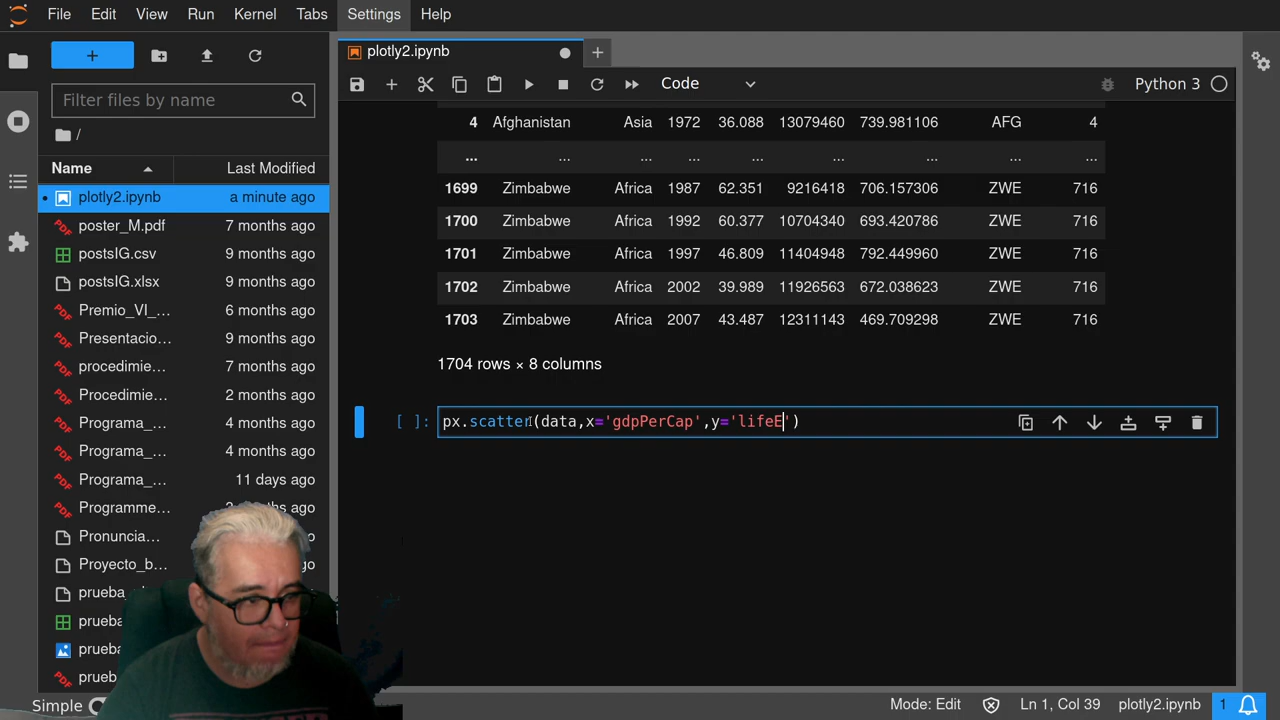 File Edit View Run Kernel Tabs Settings Help
plotly2.ipynb
Code
Python 3
Filter files by name
/
Name Last Modified
plotly2.ipynb a minute ago
poster_M.pdf 7 months ago
postsIG.csv 9 months ago
postsIG.xlsx 9 months ago
Premio_VI_... 6 months ago
Presentacio... 9 months ago
procedimie... 7 months ago
Procedimie... 2 months ago
Programa_... 4 months ago
Programa_... 4 months ago
Programa_... 11 days ago
Programme... months ago
Pronuncia... months ago
Proyecto_b...
prueba
prueba
prueba
prueb
4 Afghanistan Asia 1972 36.088 13079460 739.981106 AFG 4
... ... ... ... ... ... ... ... ...
1699 Zimbabwe Africa 1987 62.351 9216418 706.157306 ZWE 716
1700 Zimbabwe Africa 1992 60.377 10704340 693.420786 ZWE 716
1701 Zimbabwe Africa 1997 46.809 11404948 792.449960 ZWE 716
1702 Zimbabwe Africa 2002 39.989 11926563 672.038623 ZWE 716
1703 Zimbabwe Africa 2007 43.487 12311143 469.709298 ZWE 716
1704 rows × 8 columns
[ ]: px.scatter(data,x='gdpPerCap',y='lifeE')
Simple Mode: Edit Ln 1, Col 39 plotly2.ipynb 1